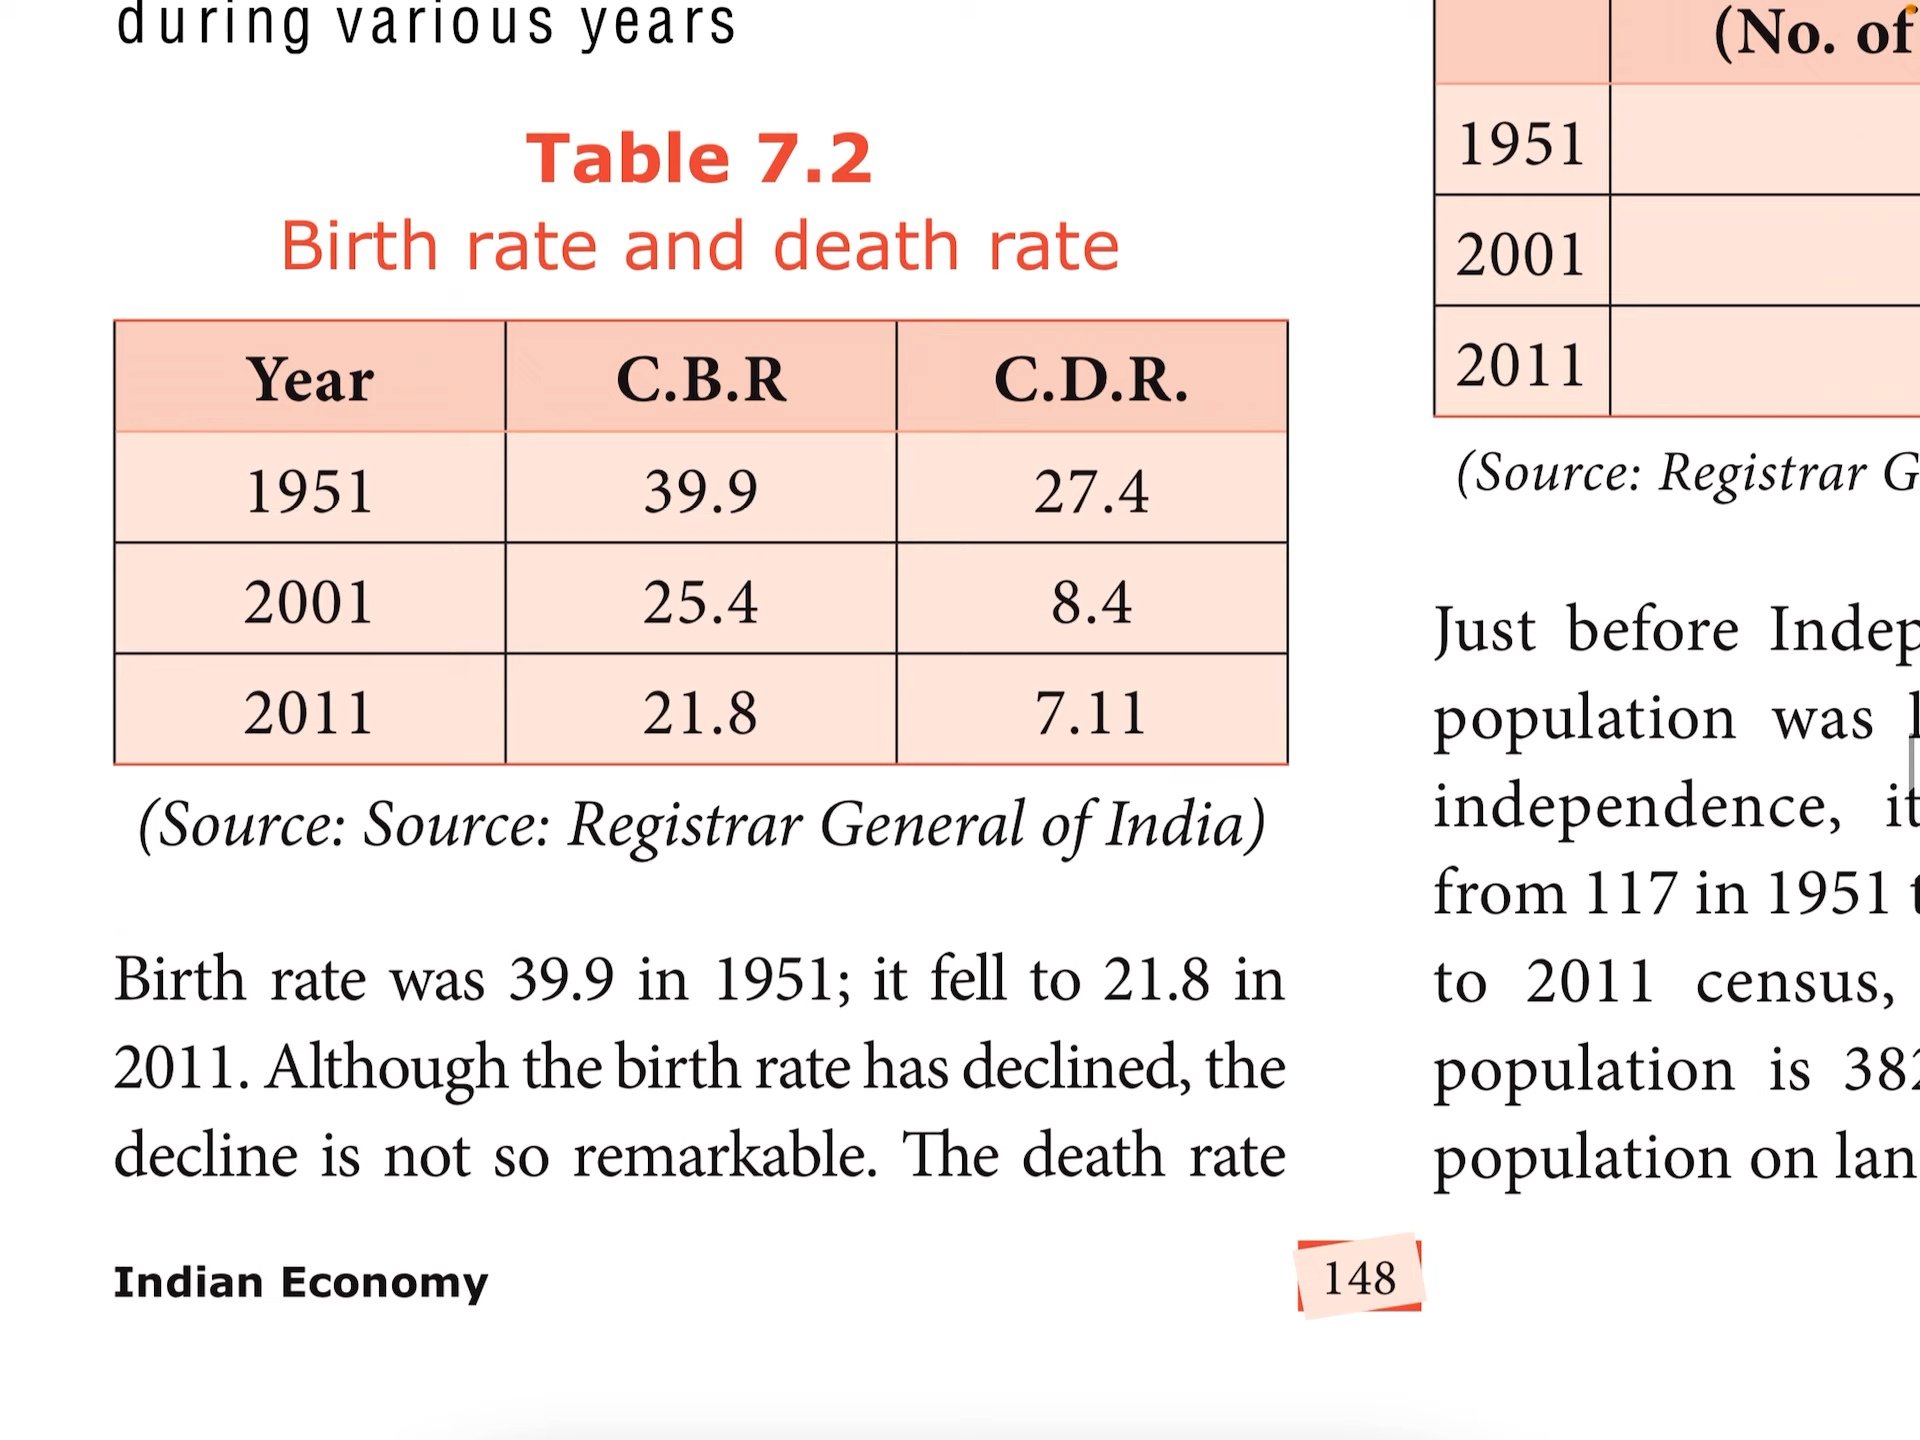 during various years
Table 7.2
Birth rate and death rate
Year C.B.R C.D.R.
1951 39.9 27.4
2001 25.4 8.4
2011 21.8 7.11
(Source: Source: Registrar General of India)
Birth rate was 39.9 in 1951; it fell to 21.8 in
2011. Although the birth rate has declined, the
decline is not so remarkable. The death rate
(No. of
1951
2001
2011
(Source: Registrar G
Just before Indep
population was
independence, it
from 117 in 1951
to 2011 census,
population is 382
population on lan
Indian Economy
148